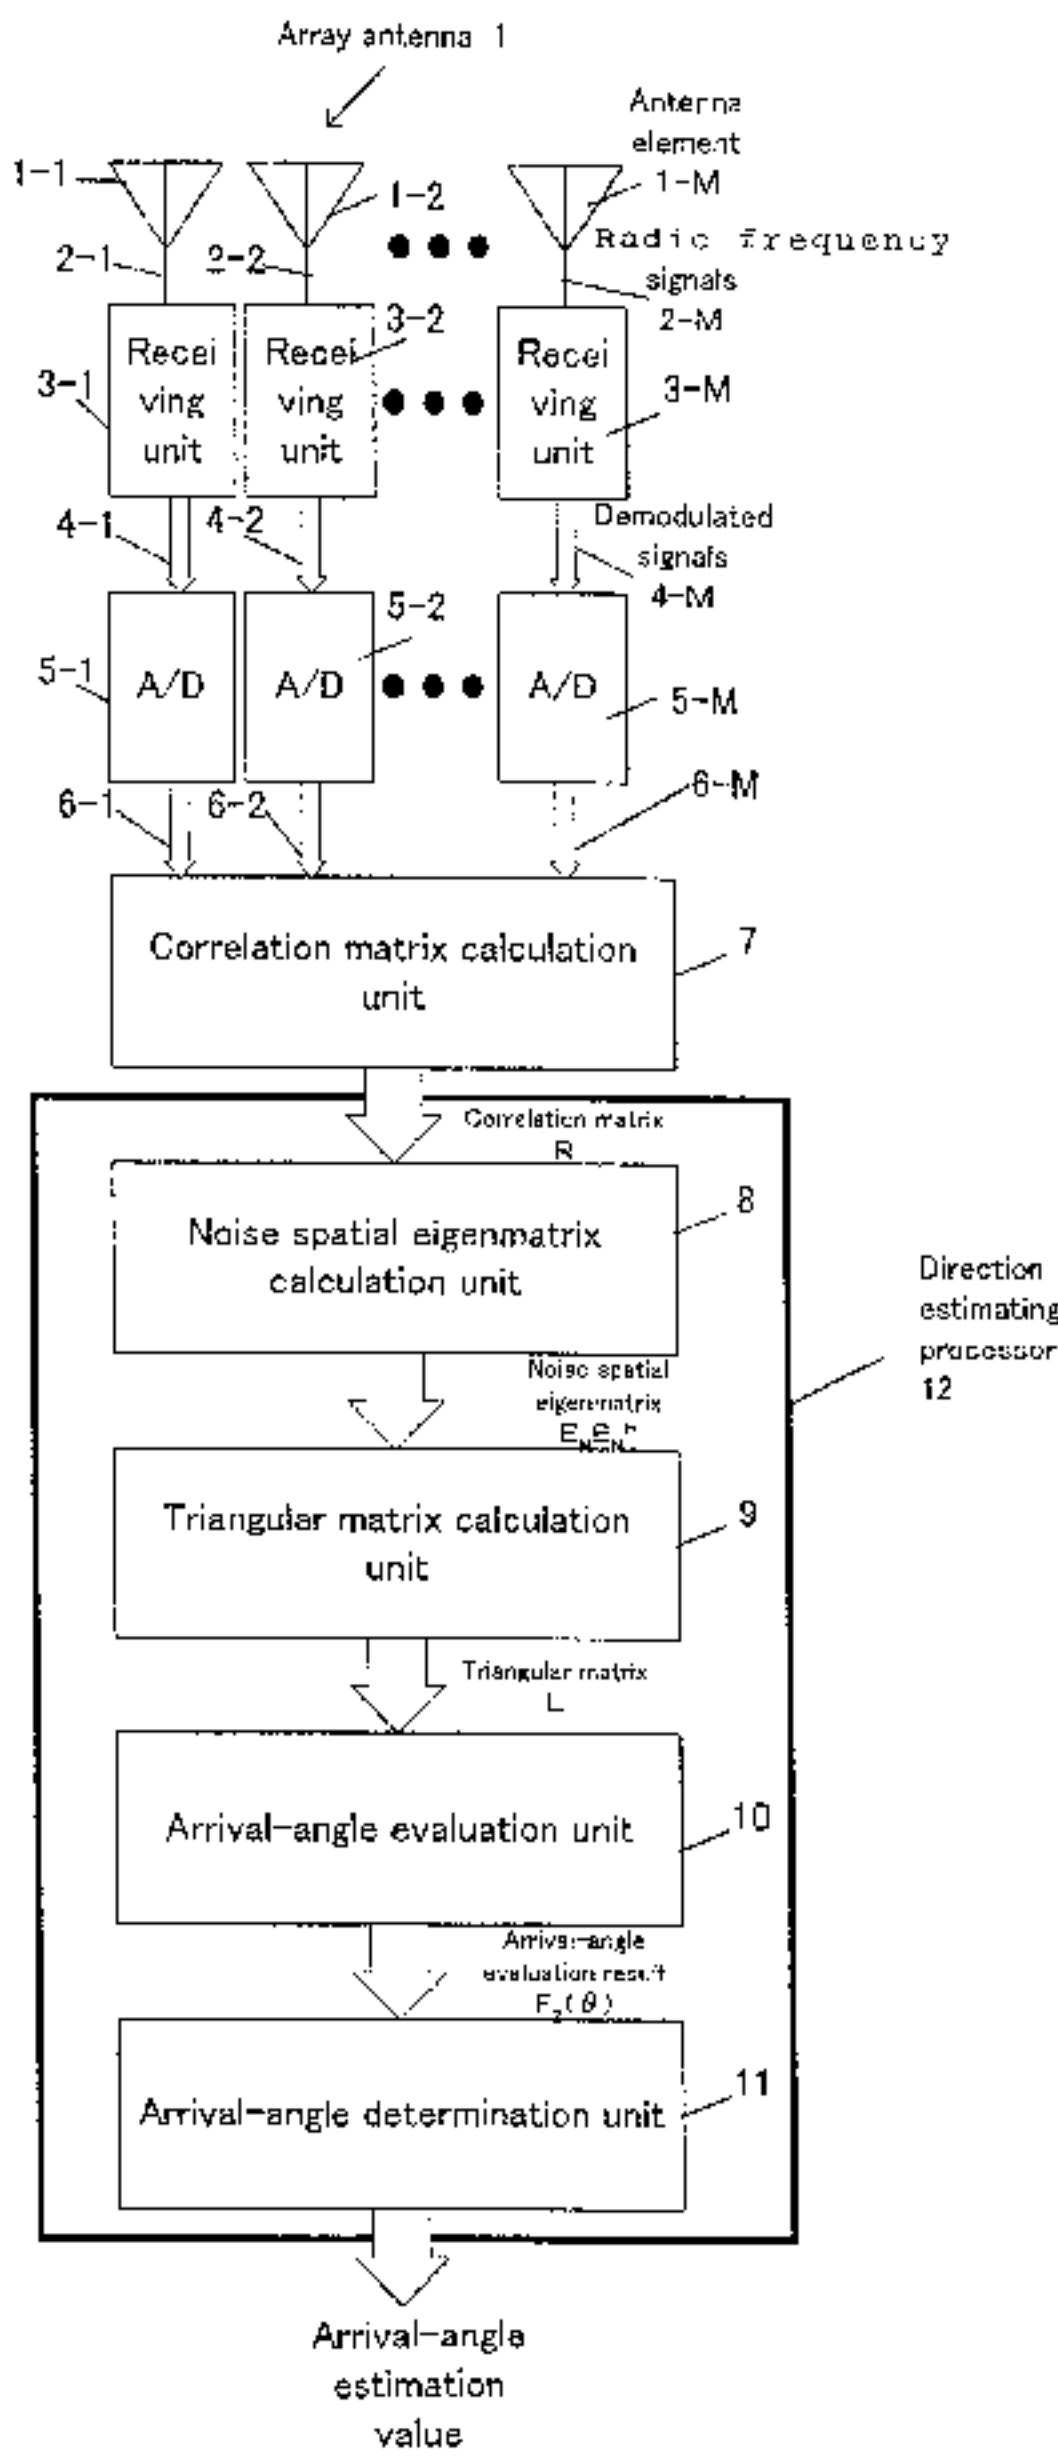 Array antenna 1
Antenna
element
1-M
1-1
1-2
Radio frequency
signals
2-M
2-1
2-2
3-2
Recei
ving
unit
Recei
ving
unit
Recei
ving
unit
3-1
3-M
4-1
4-2
Demodulated
signals
4-M
5-2
5-1
A/D
A/D
A/D
5-M
6-1
6-2
6-M
Correlation matrix calculation
unit
7
Correlation matrix
R
Noise spatial eigenmatrix
calculation unit
8
Direction
estimating
processor
12
Noise spatial
eigenmatrix
Triangular matrix calculation
unit
9
Triangular matrix
L
Arrival-angle evaluation unit
10
Arrival-angle
evaluation result
F₂(θ)
Arrival-angle determination unit
11
Arrival-angle
estimation
value